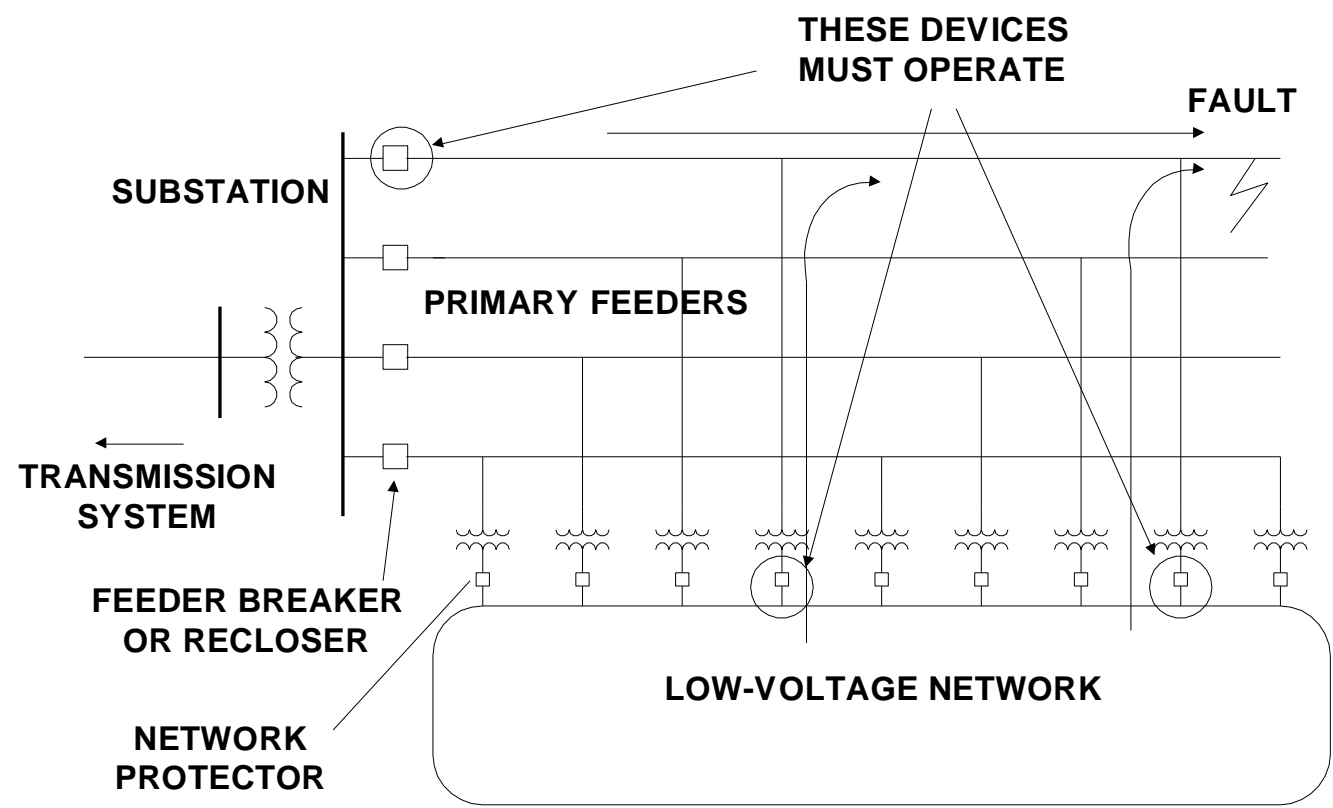 THESE DEVICES
MUST OPERATE
FAULT
SUBSTATION
PRIMARY FEEDERS
TRANSMISSION
SYSTEM
FEEDER BREAKER
OR RECLOSER
LOW-VOLTAGE NETWORK
NETWORK
PROTECTOR